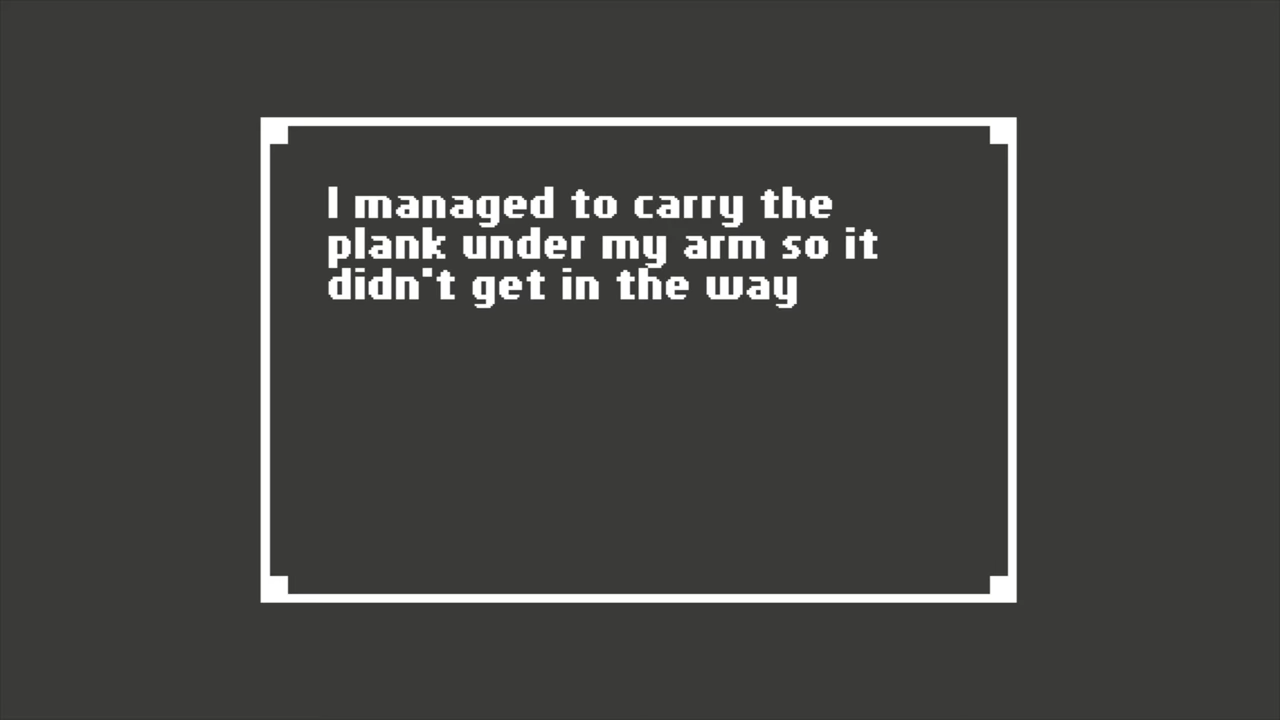 I managed to carry the
plank under my arm so it
didn't get in the way